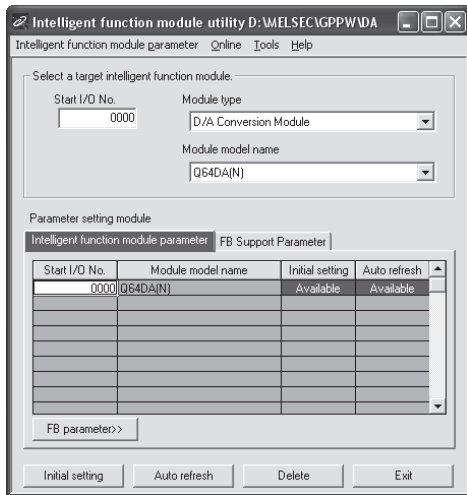 Intelligent function module utility D:\MELSEC\GPPW\DA
Intelligent function module parameter Online Tools Help
Select a target intelligent function module.
Start I/O No. Module type
0000 D/A Conversion Module
Module model name
Q64DA(N)
Parameter setting module
Intelligent function module parameter FB Support Parameter
Start I/O No. Module model name Initial setting Auto refresh
0000 Q64DA(N) Available Available
FB parameter>>
Initial setting Auto refresh Delete Exit